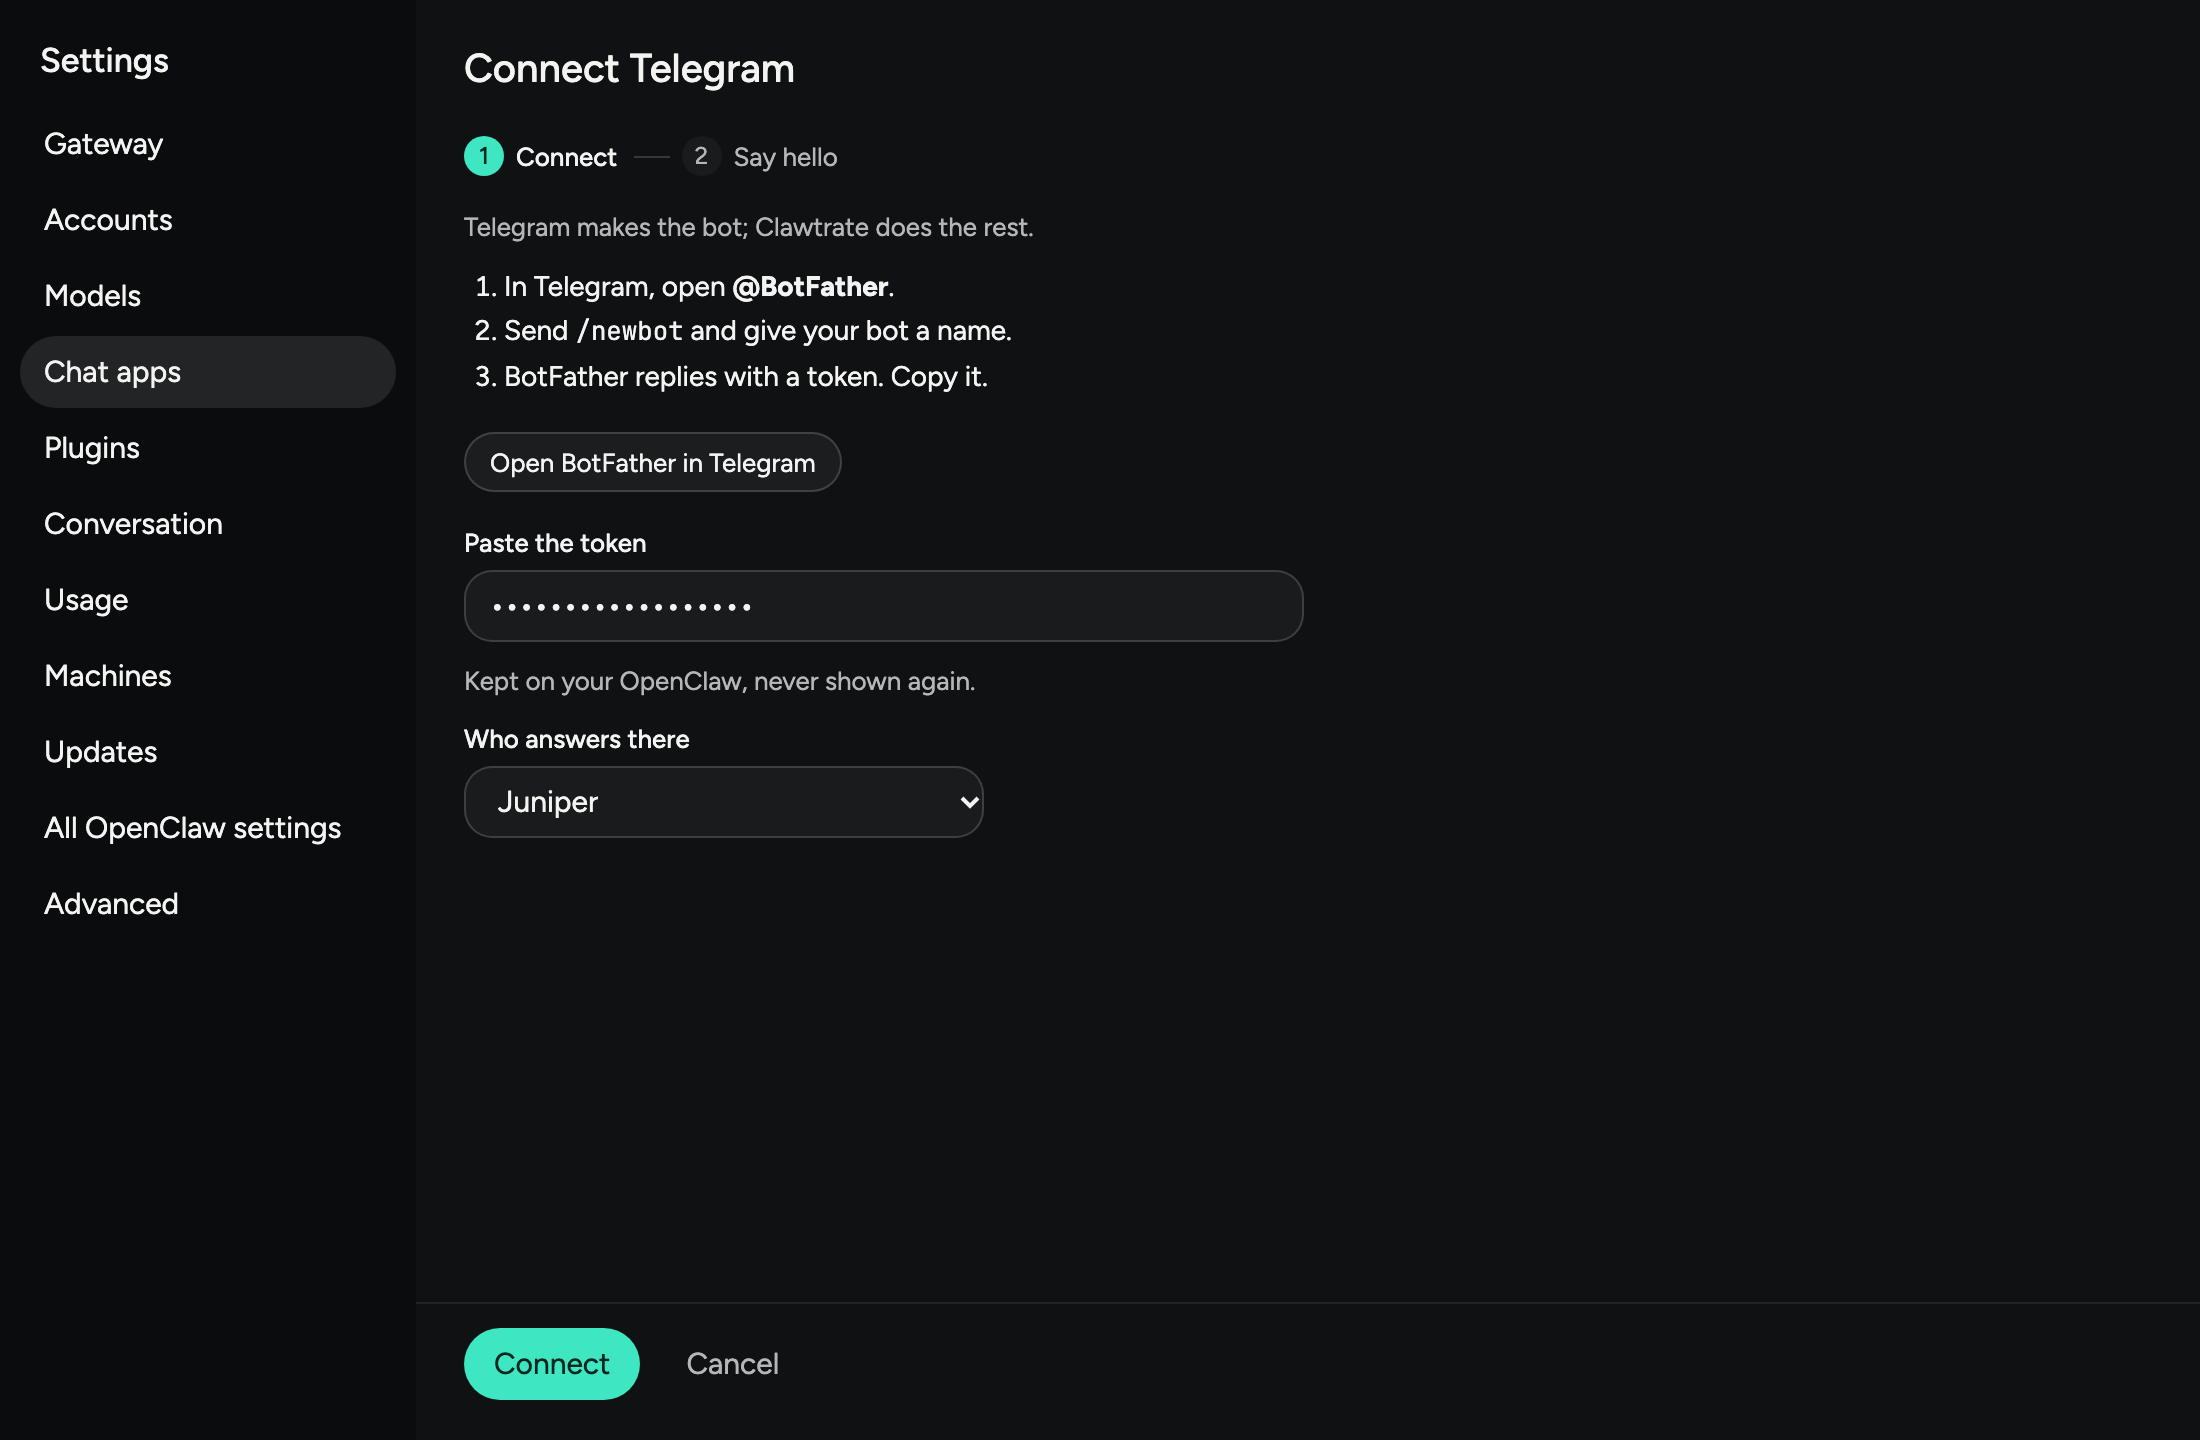 Settings
Gateway
Accounts
Models
Chat apps
Plugins
Conversation
Usage
Machines
Updates
All OpenClaw settings
Advanced
Connect Telegram
1 Connect 2 Say hello
Telegram makes the bot; Clawtrate does the rest.
1. In Telegram, open @BotFather.
2. Send /newbot and give your bot a name.
3. BotFather replies with a token. Copy it.
Open BotFather in Telegram
Paste the token
••••••••••••••••••
Kept on your OpenClaw, never shown again.
Who answers there
Juniper
Connect Cancel